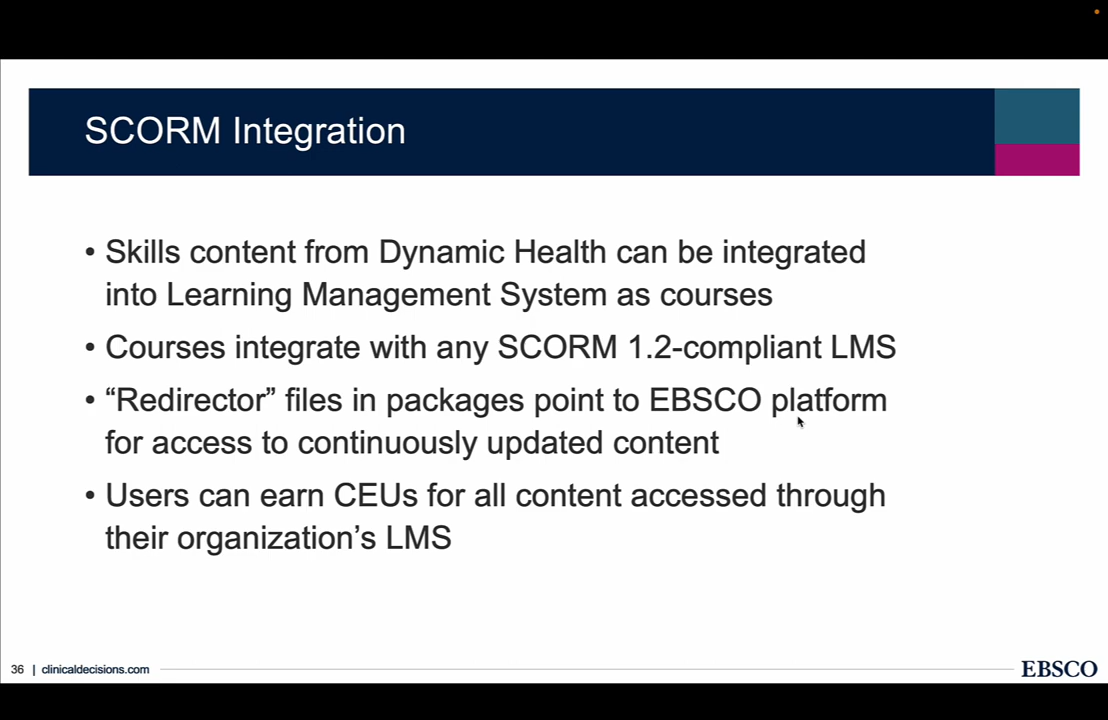 SCORM Integration
• Skills content from Dynamic Health can be integrated
into Learning Management System as courses
• Courses integrate with any SCORM 1.2-compliant LMS
• “Redirector” files in packages point to EBSCO platform
for access to continuously updated content
• Users can earn CEUs for all content accessed through
their organization’s LMS
36 | clinicaldecisions.com
EBSCO